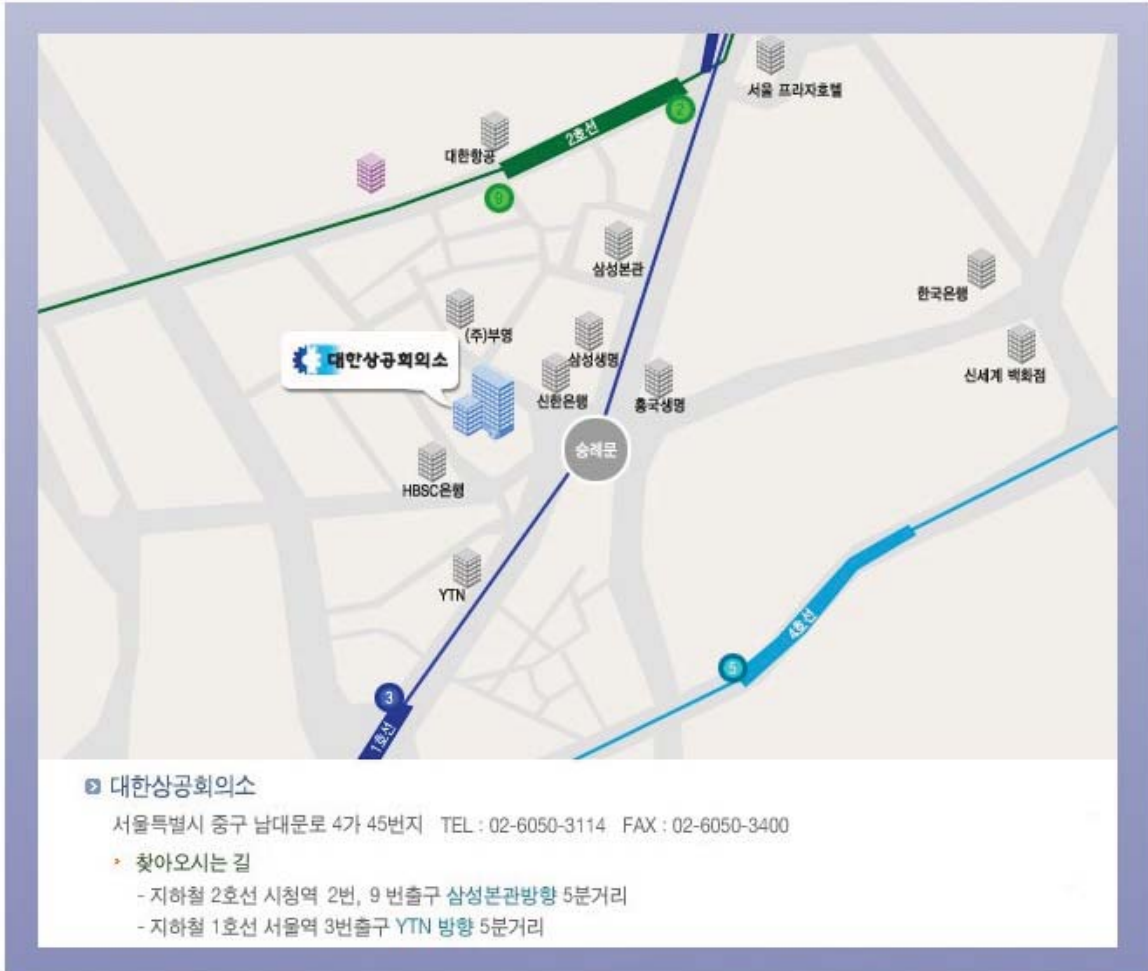 서울 프라자호텔
2
2호선
대한항공
9
삼성본관
한국은행
(주)부영
삼성생명
대한상공회의소
신세계 백화점
신한은행
흥국생명
숭례문
HBSC은행
YTN
4호선
5
3
1호선
대한상공회의소
서울특별시 중구 남대문로 4가 45번지 TEL : 02-6050-3114 FAX : 02-6050-3400
찾아오시는 길
- 지하철 2호선 시청역 2번, 9 번출구 삼성본관방향 5분거리
- 지하철 1호선 서울역 3번출구 YTN 방향 5분거리